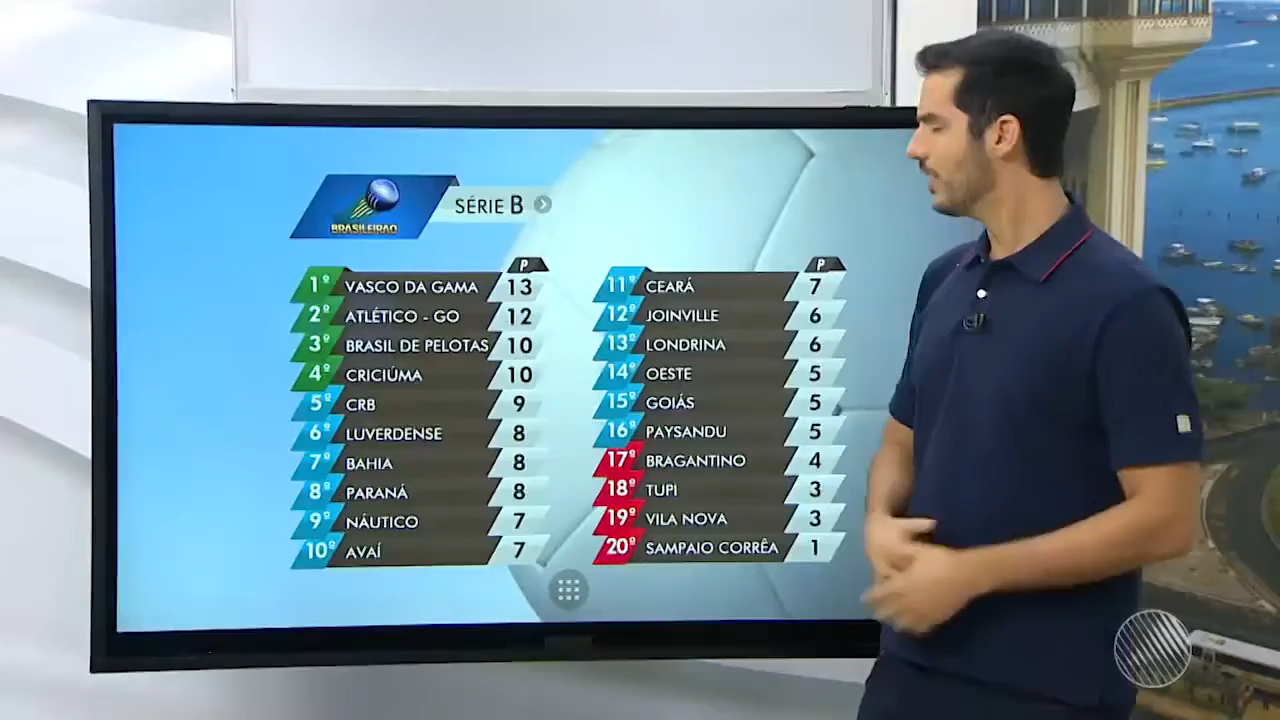 BRASILEIRÃO
SÉRIE B
P
1º VASCO DA GAMA 13
2º ATLÉTICO - GO 12
3º BRASIL DE PELOTAS 10
4º CRICIÚMA 10
5º CRB 9
6º LUVERDENSE 8
7º BAHIA 8
8º PARANÁ 8
9º NÁUTICO 7
10º AVAÍ 7
P
11º CEARÁ 7
12º JOINVILLE 6
13º LONDRINA 6
14º OESTE 5
15º GOIÁS 5
16º PAYSANDU 5
17º BRAGANTINO 4
18º TUPI 3
19º VILA NOVA 3
20º SAMPAIO CORRÊA 1